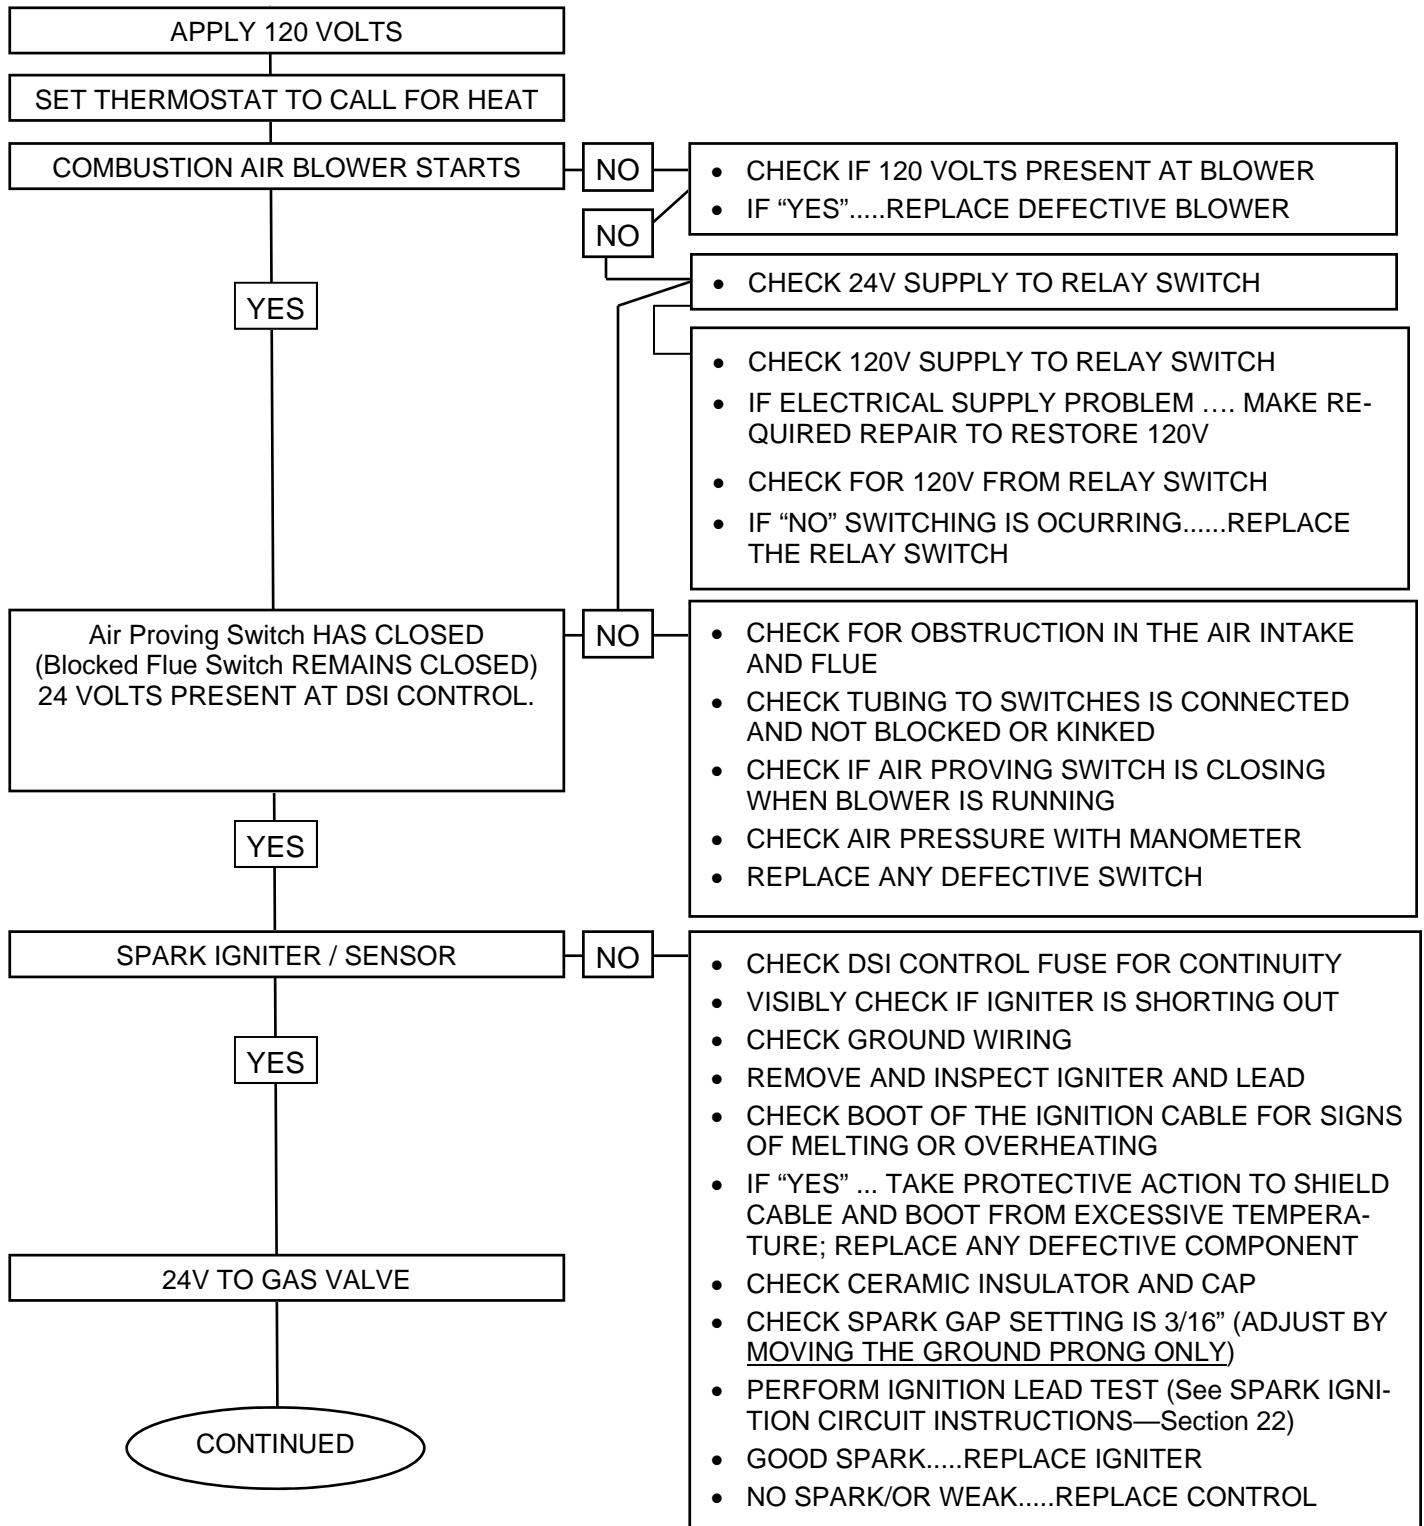 APPLY 120 VOLTS
SET THERMOSTAT TO CALL FOR HEAT
COMBUSTION AIR BLOWER STARTS
NO
• CHECK IF 120 VOLTS PRESENT AT BLOWER
• IF “YES”.....REPLACE DEFECTIVE BLOWER
NO
• CHECK 24V SUPPLY TO RELAY SWITCH
YES
• CHECK 120V SUPPLY TO RELAY SWITCH
• IF ELECTRICAL SUPPLY PROBLEM …. MAKE RE-
QUIRED REPAIR TO RESTORE 120V
• CHECK FOR 120V FROM RELAY SWITCH
• IF “NO” SWITCHING IS OCURRING......REPLACE
THE RELAY SWITCH
Air Proving Switch HAS CLOSED
(Blocked Flue Switch REMAINS CLOSED)
24 VOLTS PRESENT AT DSI CONTROL.
NO
• CHECK FOR OBSTRUCTION IN THE AIR INTAKE
AND FLUE
• CHECK TUBING TO SWITCHES IS CONNECTED
AND NOT BLOCKED OR KINKED
• CHECK IF AIR PROVING SWITCH IS CLOSING
WHEN BLOWER IS RUNNING
• CHECK AIR PRESSURE WITH MANOMETER
• REPLACE ANY DEFECTIVE SWITCH
YES
SPARK IGNITER / SENSOR
NO
• CHECK DSI CONTROL FUSE FOR CONTINUITY
• VISIBLY CHECK IF IGNITER IS SHORTING OUT
• CHECK GROUND WIRING
• REMOVE AND INSPECT IGNITER AND LEAD
• CHECK BOOT OF THE IGNITION CABLE FOR SIGNS
OF MELTING OR OVERHEATING
• IF “YES” ... TAKE PROTECTIVE ACTION TO SHIELD
CABLE AND BOOT FROM EXCESSIVE TEMPERA-
TURE; REPLACE ANY DEFECTIVE COMPONENT
• CHECK CERAMIC INSULATOR AND CAP
• CHECK SPARK GAP SETTING IS 3/16” (ADJUST BY
MOVING THE GROUND PRONG ONLY)
• PERFORM IGNITION LEAD TEST (See SPARK IGNI-
TION CIRCUIT INSTRUCTIONS—Section 22)
• GOOD SPARK.....REPLACE IGNITER
• NO SPARK/OR WEAK.....REPLACE CONTROL
YES
24V TO GAS VALVE
CONTINUED